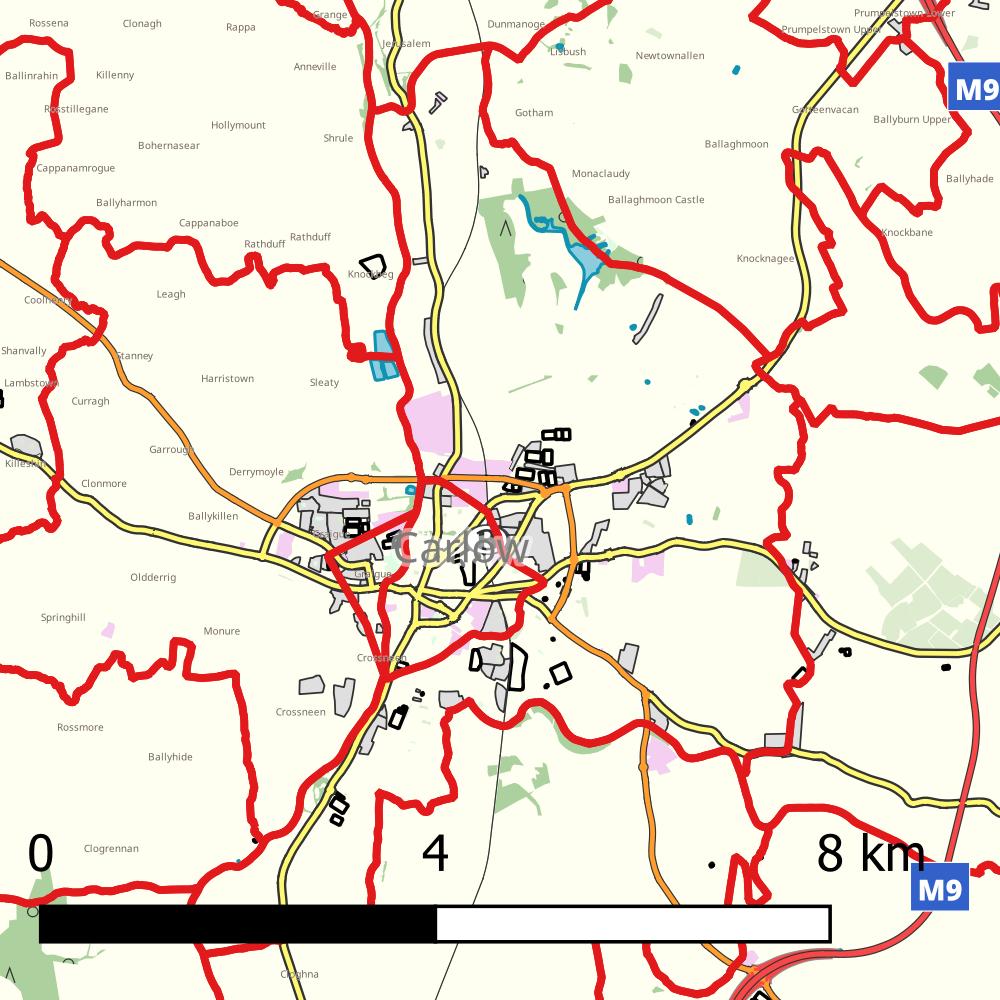 Rossena
Clonagh
Rappa
Grange
Jerusalem
Dunmanoge
Lisbush
Prumpelstown Lower
Prumpelstown Upper
Newtownallen
Ballinrahin
Killenny
Anneville
M9
Rosstillegane
Hollymount
Shrule
Gotham
Ballyburn Upper
Bohernasear
Ballaghmoon
Cappanamrogue
Monaclaudy
Ballyhade
Ballyharmon
Ballaghmoon Castle
Cappanaboe
Rathduff
Rathduff
Knockbane
Knockbeg
Knocknagee
Leagh
Shanvally
Stanney
Lambstown
Harristown
Sleaty
Curragh
Garrough
Killeshin
Derrymoyle
Clonmore
Ballykillen
Graigue
Carlow
Oldderrig
Graigue
Springhill
Monure
Crossneen
Crossneen
Rossmore
Ballyhide
Clogrennan
0
4
8 km
M9
Cloghna